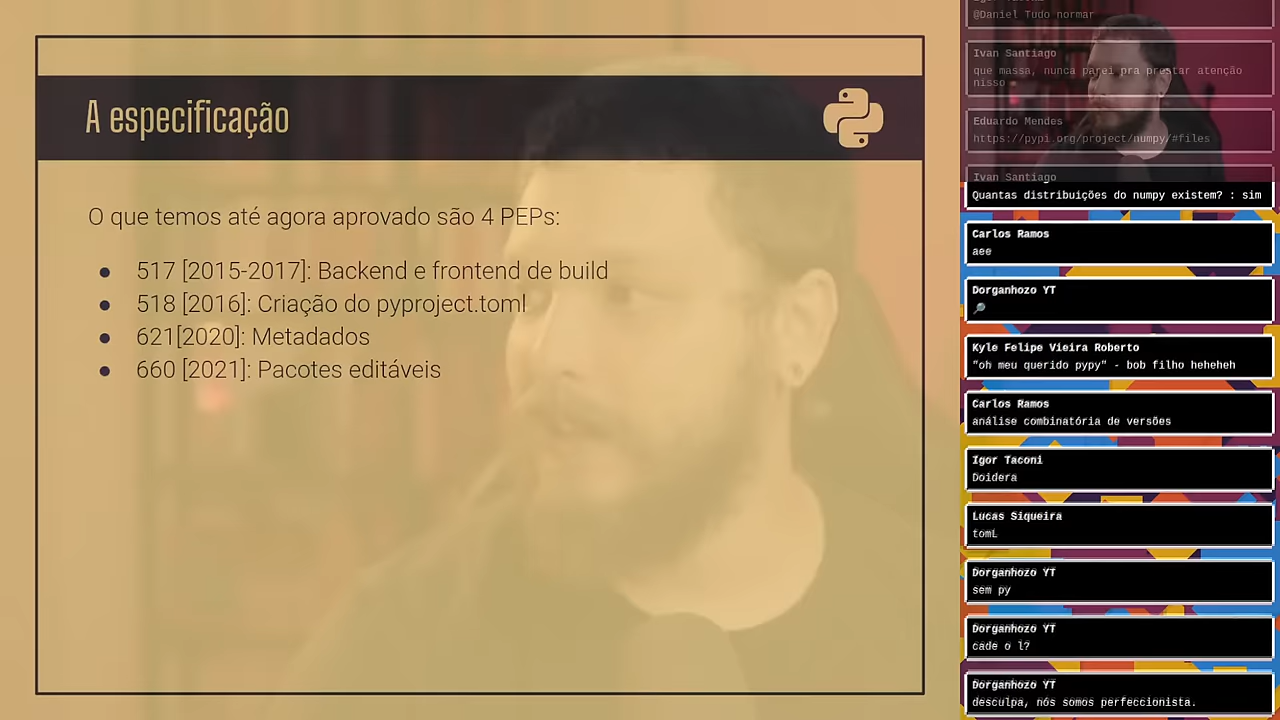 A especificação
O que temos até agora aprovado são 4 PEPs:
● 517 [2015-2017]: Backend e frontend de build
● 518 [2016]: Criação do pyproject.toml
● 621[2020]: Metadados
● 660 [2021]: Pacotes editáveis
@Daniel Tudo normar
Ivan Santiago
que massa, nunca parei pra prestar atenção
nisso
Eduardo Mendes
https://pypi.org/project/numpy/#files
Ivan Santiago
Quantas distribuições do numpy existem? : sim
Carlos Ramos
aee
Dorganhozo YT
🔎
Kyle Felipe Vieira Roberto
"oh meu querido pypy" - bob filho heheheh
Carlos Ramos
análise combinatória de versões
Igor Taconi
Doidera
Lucas Siqueira
tomL
Dorganhozo YT
sem py
Dorganhozo YT
cade o l?
Dorganhozo YT
desculpa, nós somos perfeccionista.